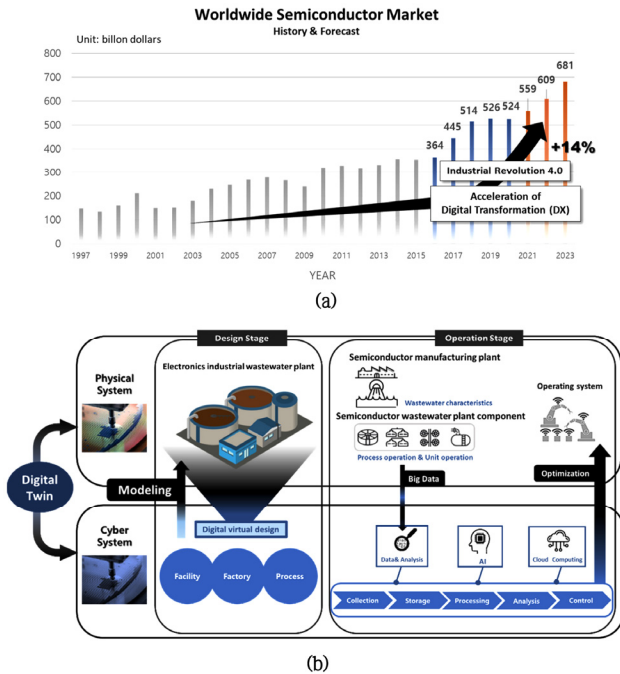 Worldwide Semiconductor Market
History & Forecast
Unit: billon dollars
800
700
600
500
400
300
200
100
0
364
445
514
526
524
559
609
681
+14%
Industrial Revolution 4.0
Acceleration of
Digital Transformation (DX)
1997
1999
2001
2003
2005
2007
2009
2011
2013
2015
2017
2019
2021
2023
YEAR
(a)
Design Stage
Operation Stage
Physical
System
Electronics industrial wastewater plant
Semiconductor manufacturing plant
Wastewater characteristics
Semiconductor wastewater plant component
Process operation & Unit operation
Operating system
Digital
Twin
Modeling
Big Data
Optimization
Cyber
System
Digital virtual design
Facility
Factory
Process
Data& Analysis
AI
Cloud Computing
Collection
Storage
Processing
Analysis
Control
(b)